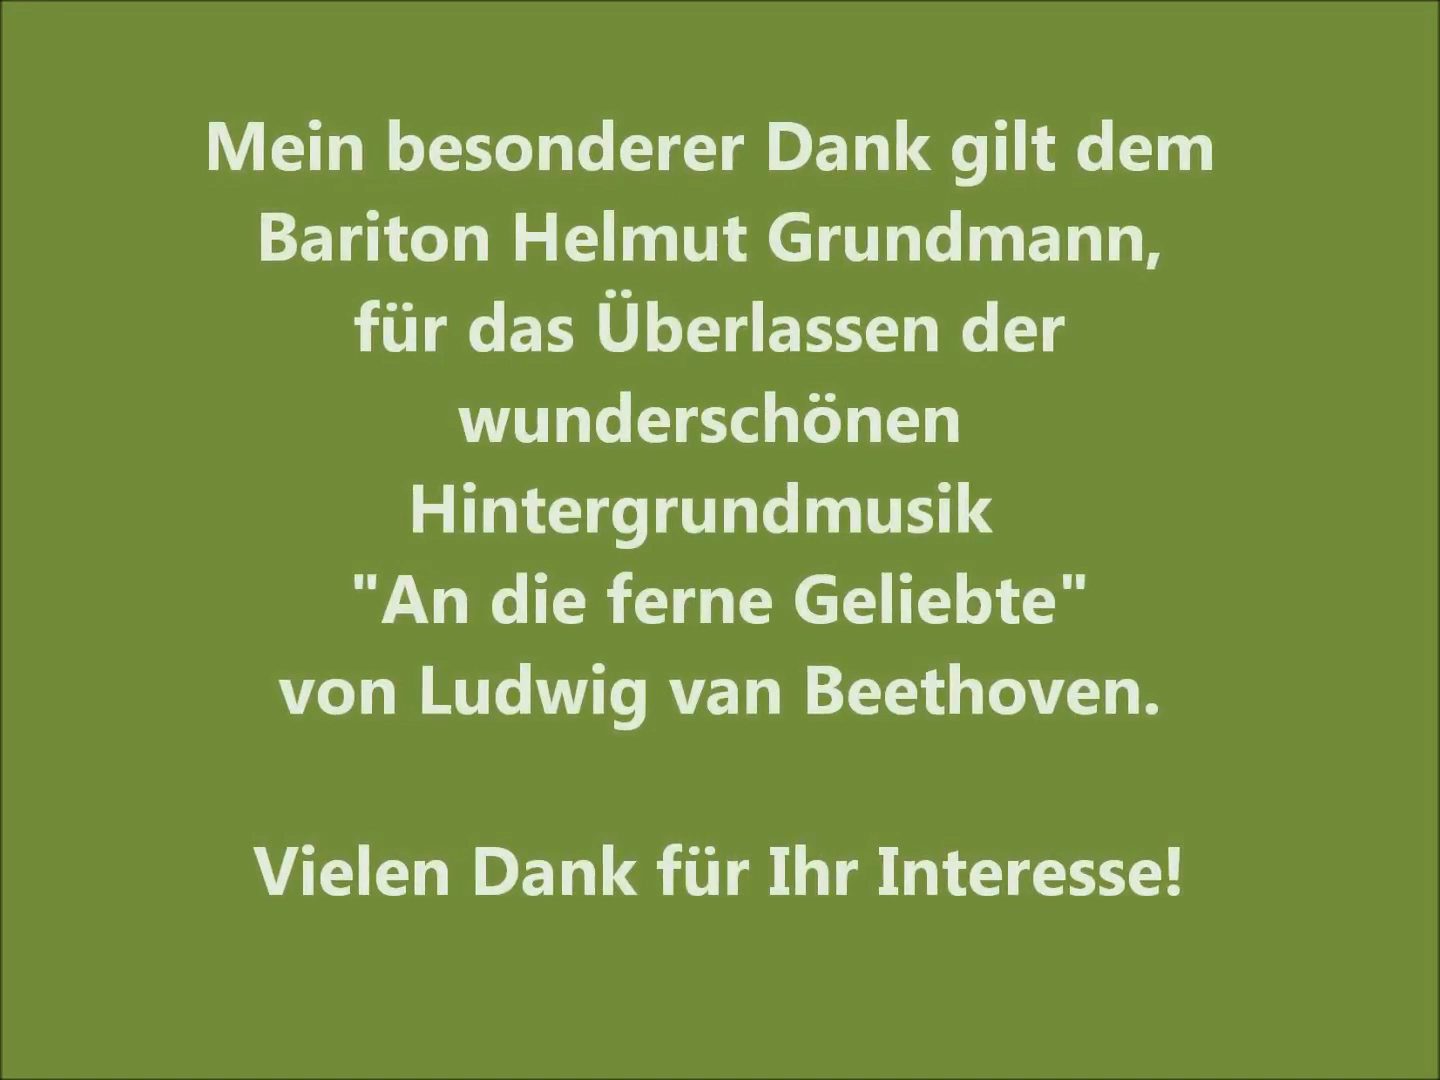 Mein besonderer Dank gilt dem
Bariton Helmut Grundmann,
für das Überlassen der
wunderschönen
Hintergrundmusik
"An die ferne Geliebte"
von Ludwig van Beethoven.
Vielen Dank für Ihr Interesse!